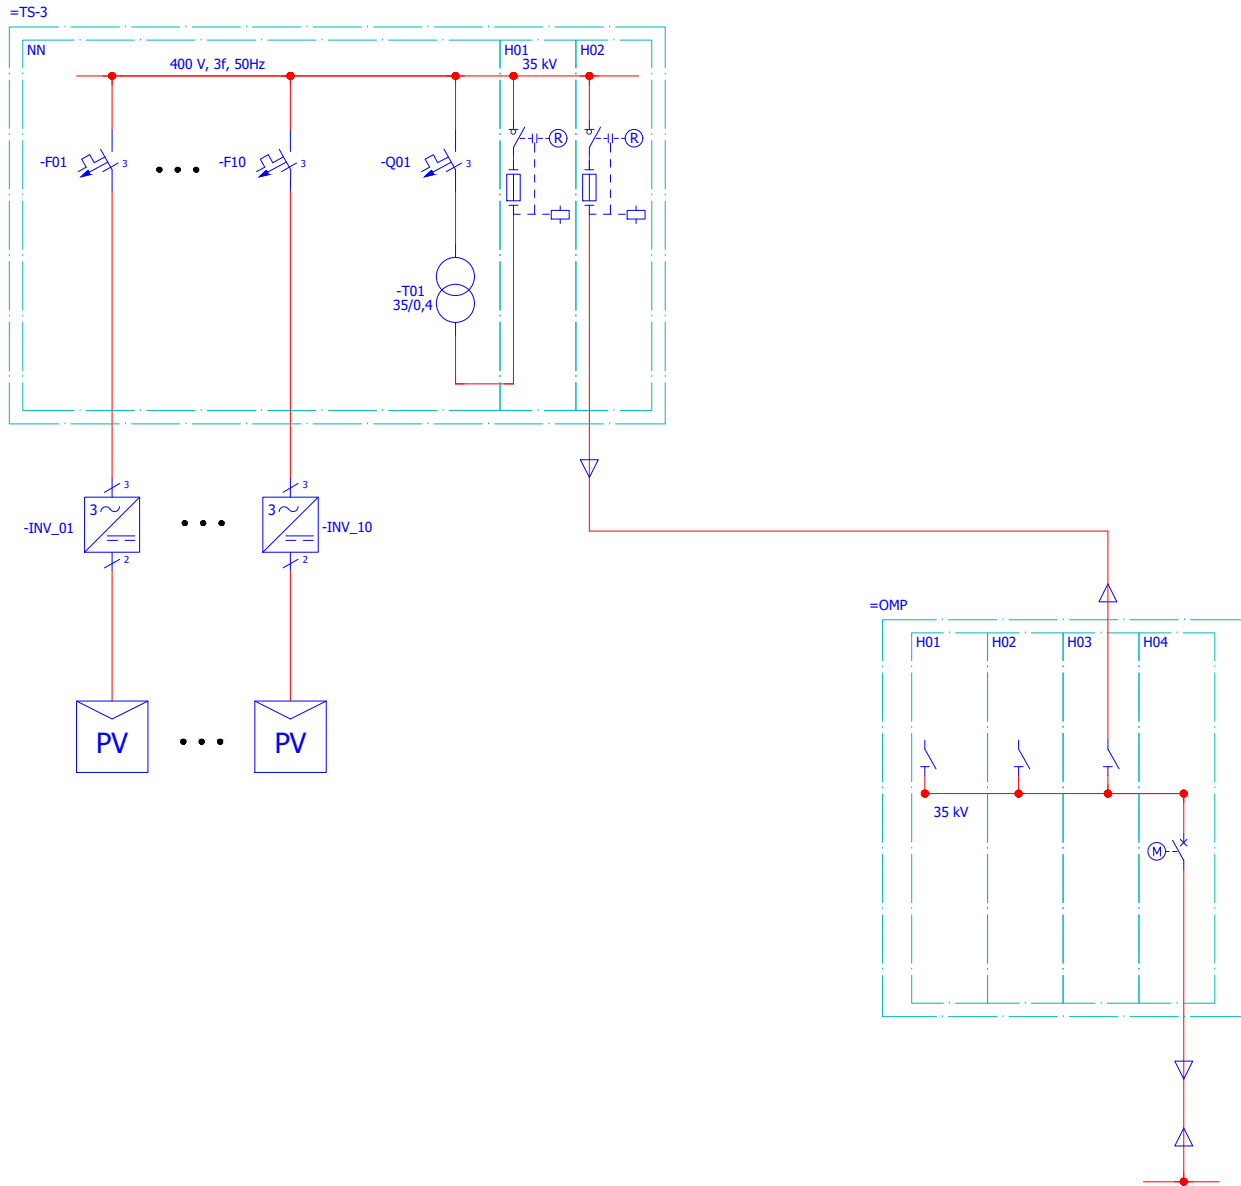 =TS-3
NN
H01
H02
400 V, 3f, 50Hz
35 kV
R
R
-F01
3
-F10
3
-Q01
3
-T01
35/0,4
3
3
-INV_01
3
3
-INV_10
2
2
=OMP
H01
H02
H03
H04
PV
PV
35 kV
M